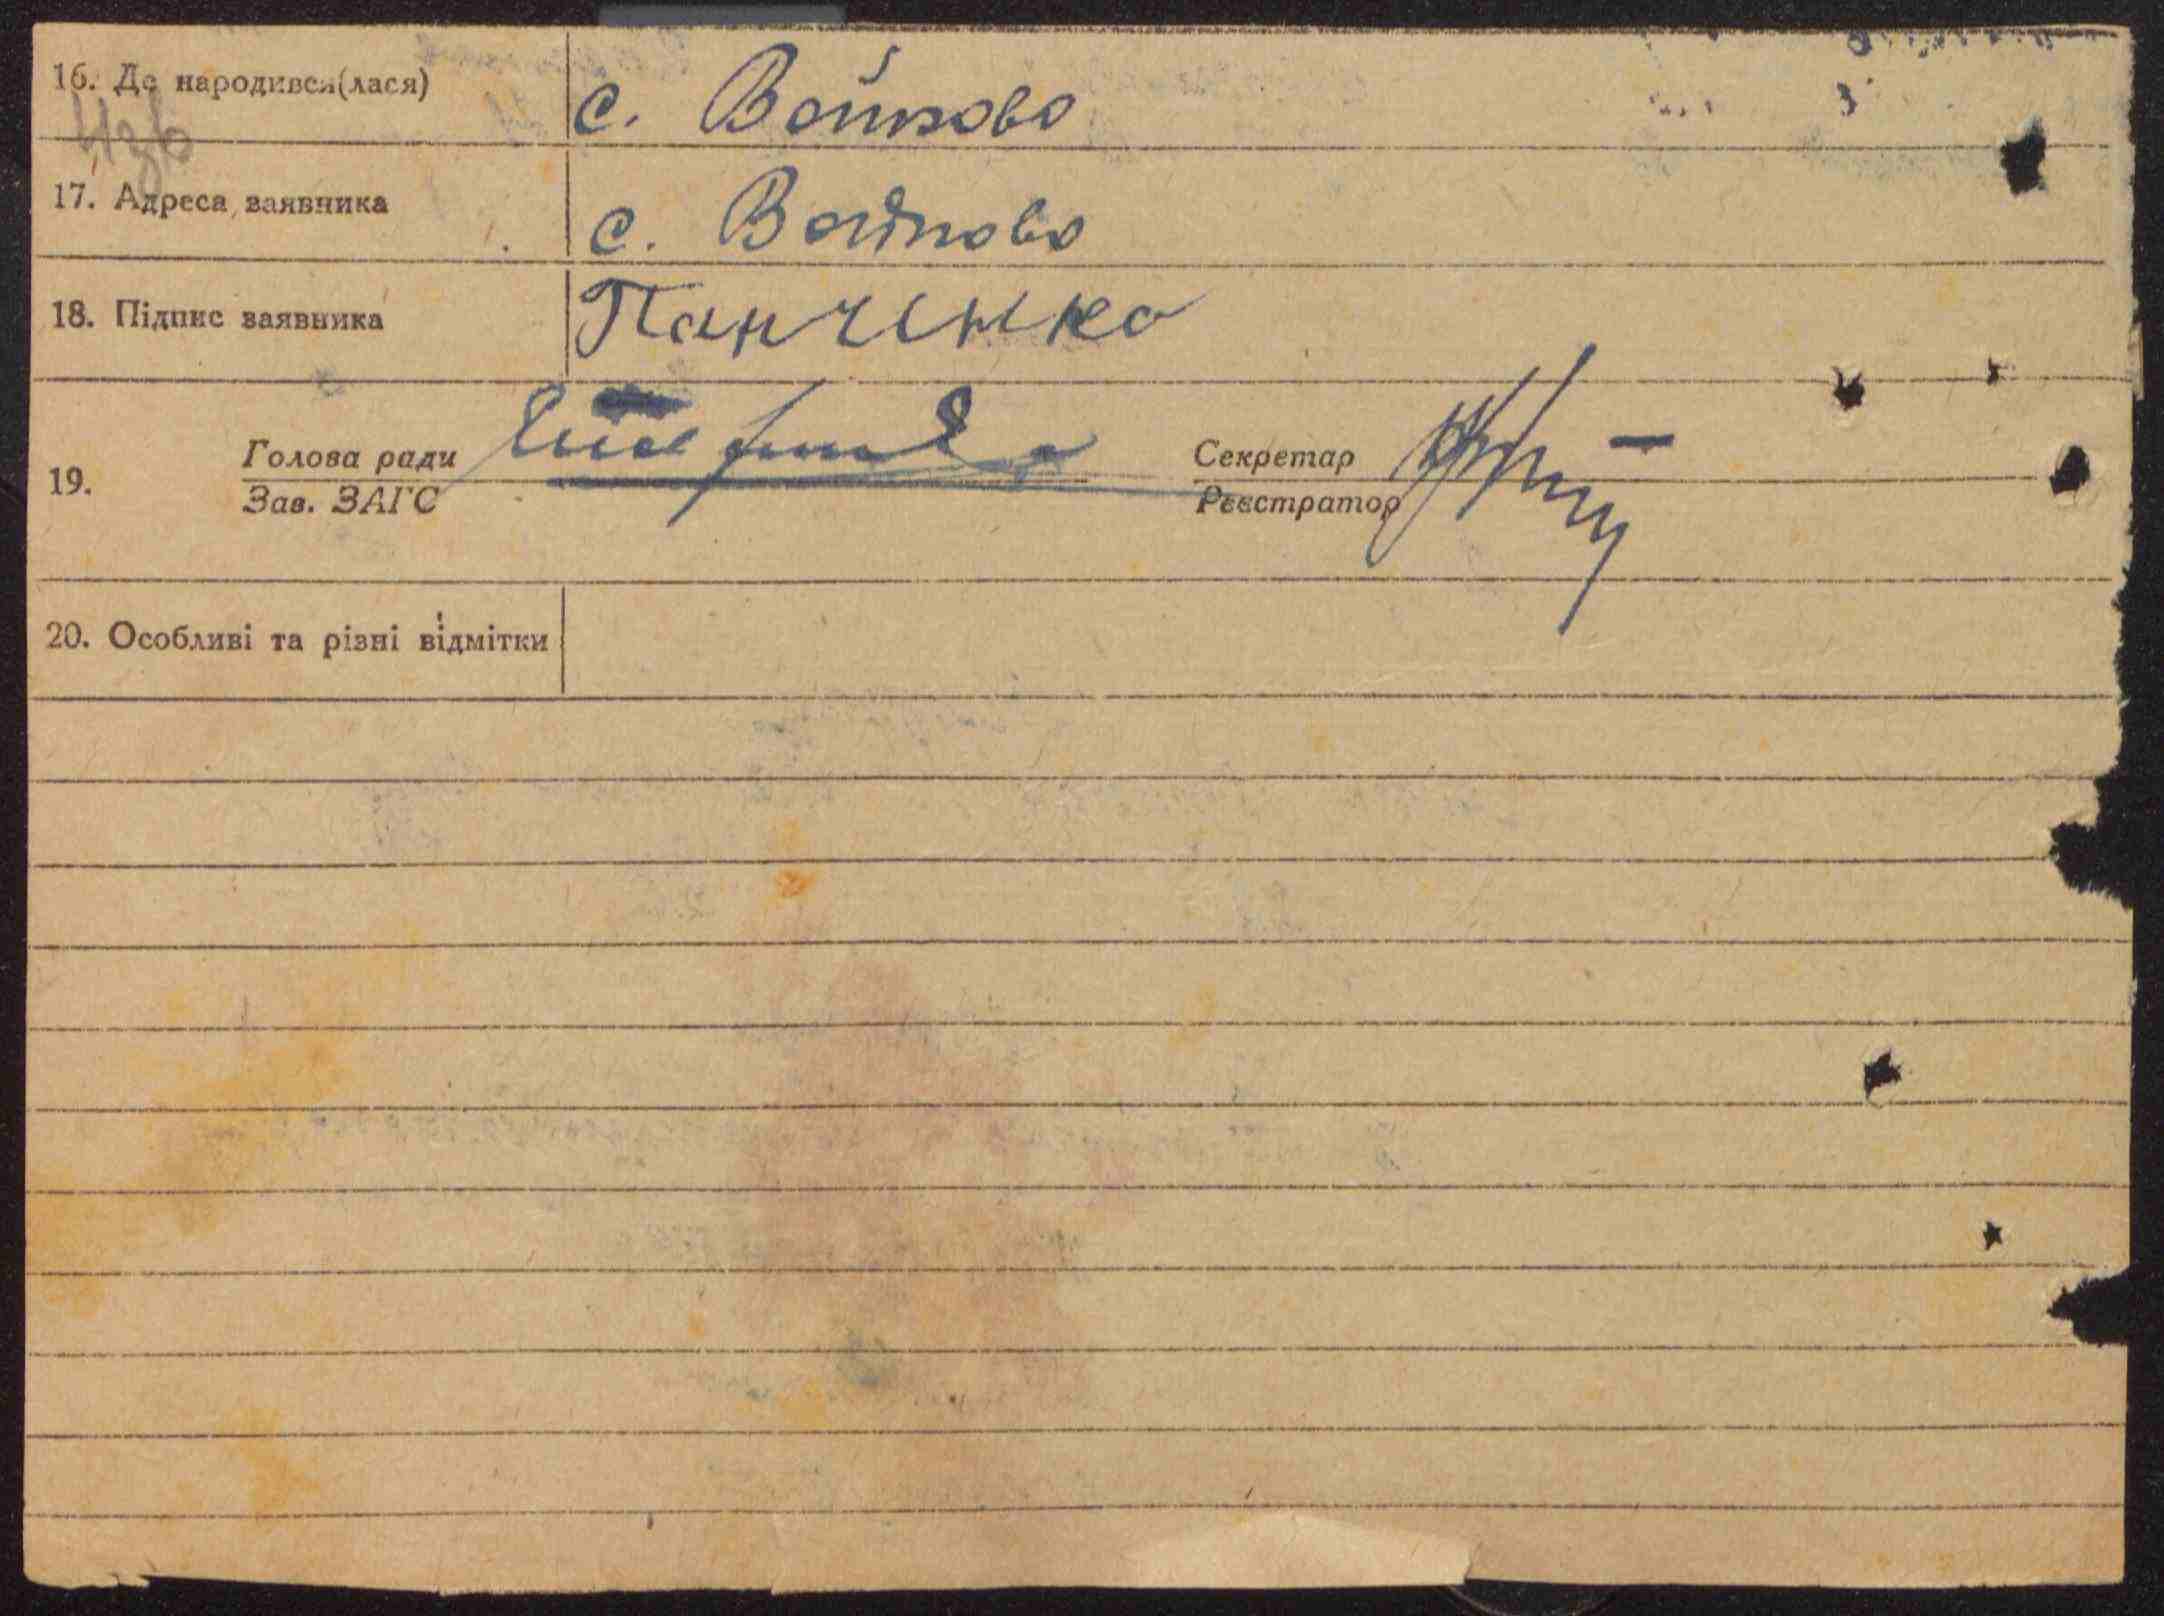 16. Де народився(лася) с. Войково
17. Адреса заявника с. Войково
18. Підпис заявника Панченко
19. Голова ради Секретар
Зав. ЗАГС Реєстратор
20. Особливі та різні відмітки